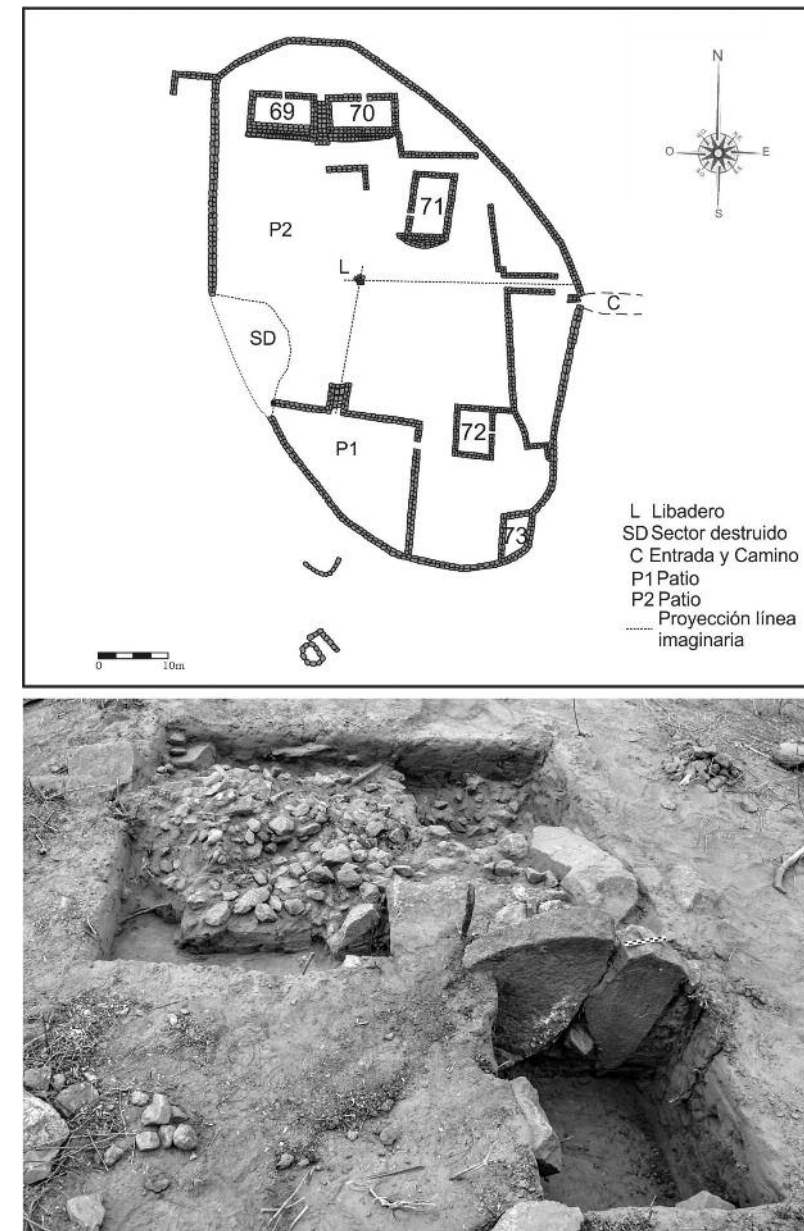 N
O
E
S
69
70
71
P2
L
C
SD
72
P1
73
L Libadero
SD Sector destruido
C Entrada y Camino
P1 Patio
P2 Patio
Proyección línea
imaginaria
0 10m